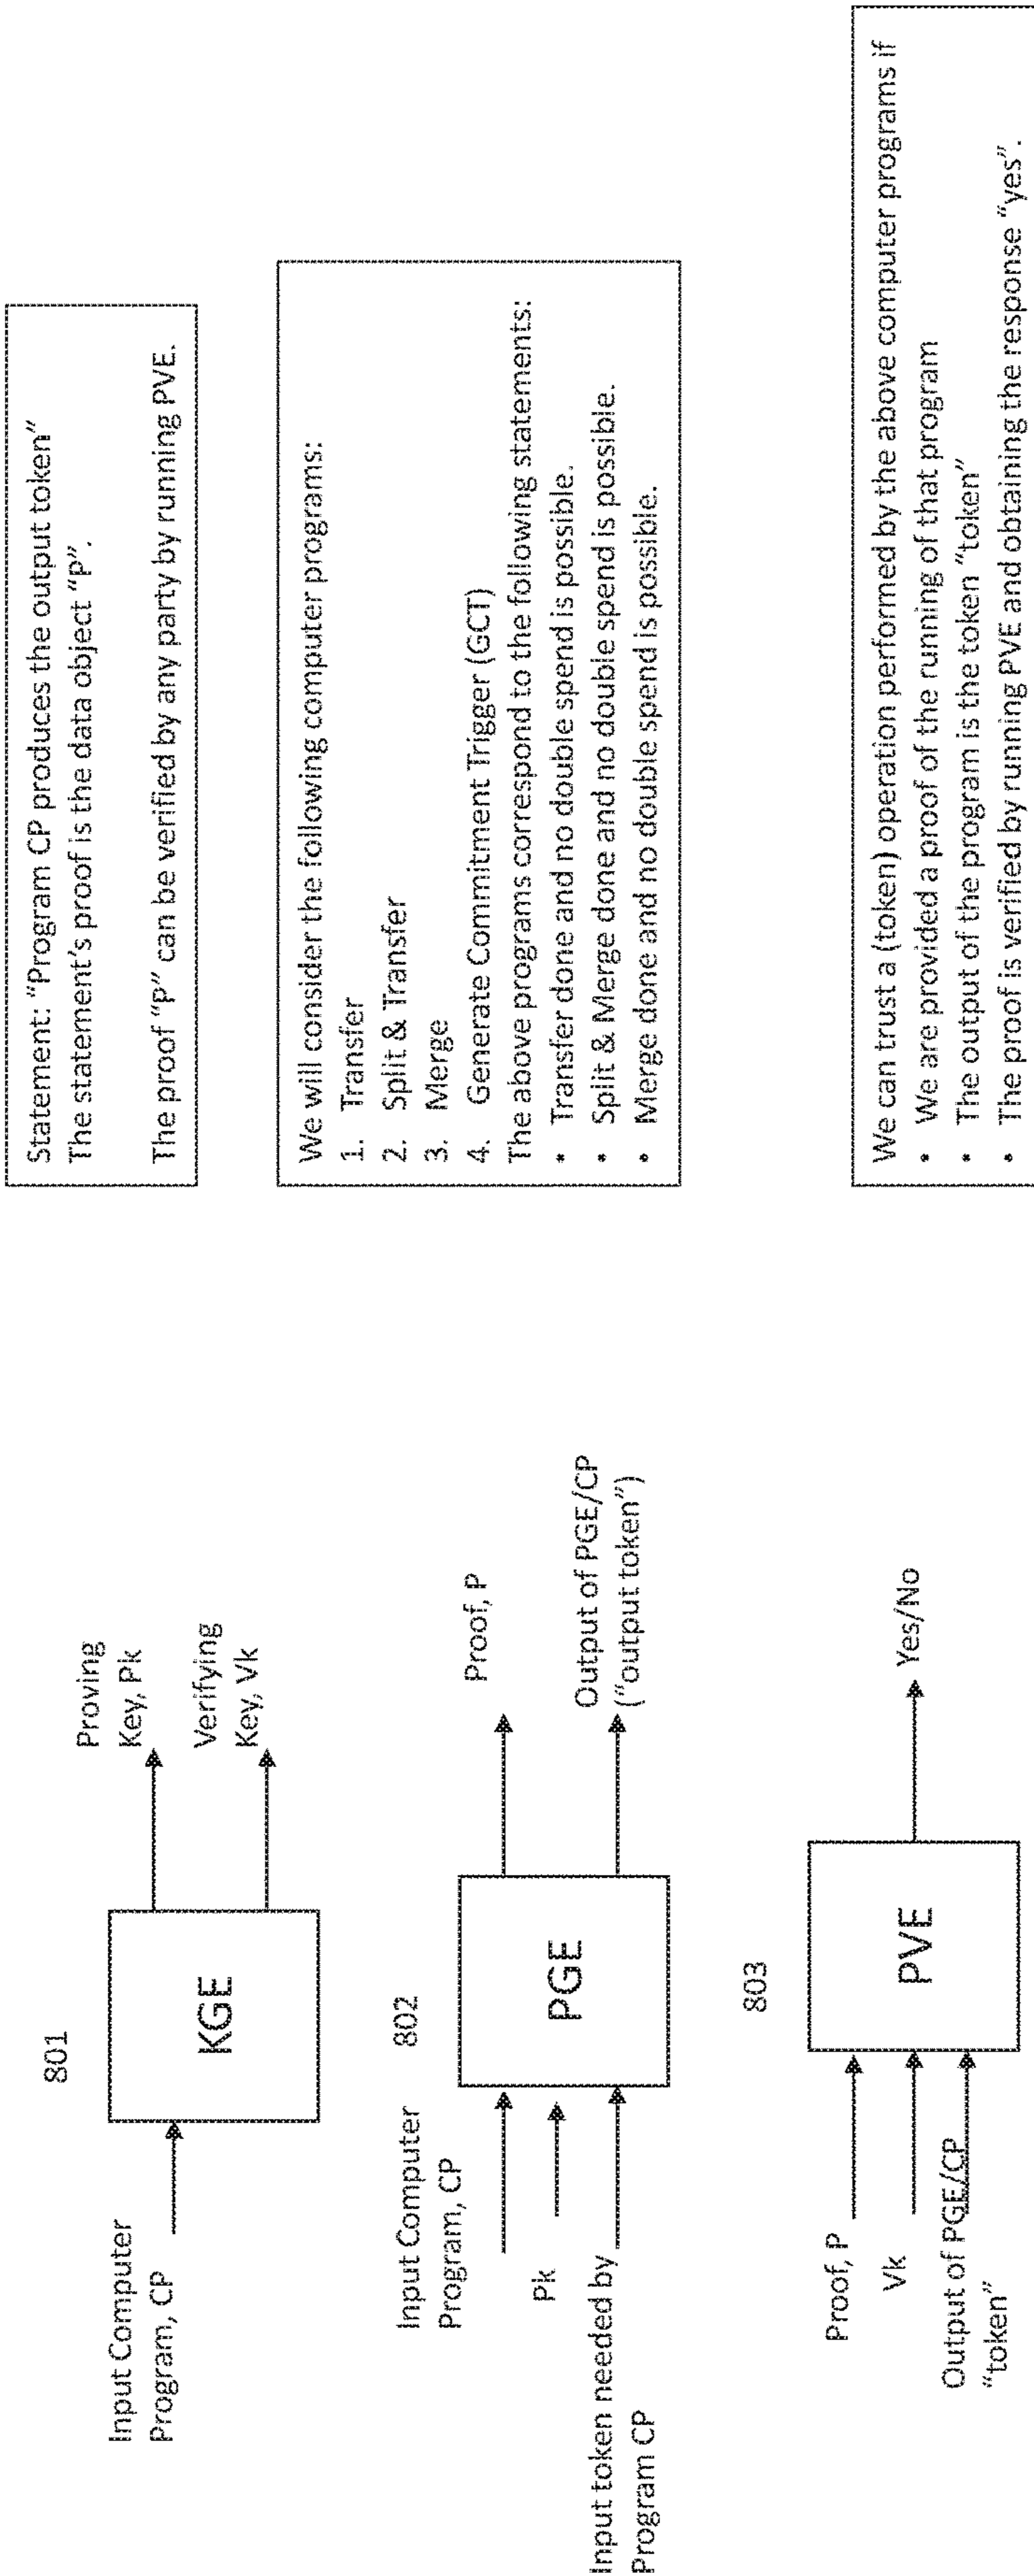 801
Input Computer
Program, CP
KGE
Proving
Key, Pk
Verifying
Key, Vk
802
Input Computer
Program, CP
Pk
Input token needed by
Program CP
PGE
Proof, P
Output of PGE/CP
("output token")
803
Proof, P
Vk
Output of PGE/CP
"token"
PVE
Yes/No
Statement: "Program CP produces the output token"
The statement's proof is the data object "P".
The proof "P" can be verified by any party by running PVE.
We will consider the following computer programs:
1. Transfer
2. Split & Transfer
3. Merge
4. Generate Commitment Trigger (GCT)
The above programs correspond to the following statements:
• Transfer done and no double spend is possible.
• Split & Merge done and no double spend is possible.
• Merge done and no double spend is possible.
We can trust a (token) operation performed by the above computer programs if
• We are provided a proof of the running of that program
• The output of the program is the token "token"
• The proof is verified by running PVE and obtaining the response "yes".